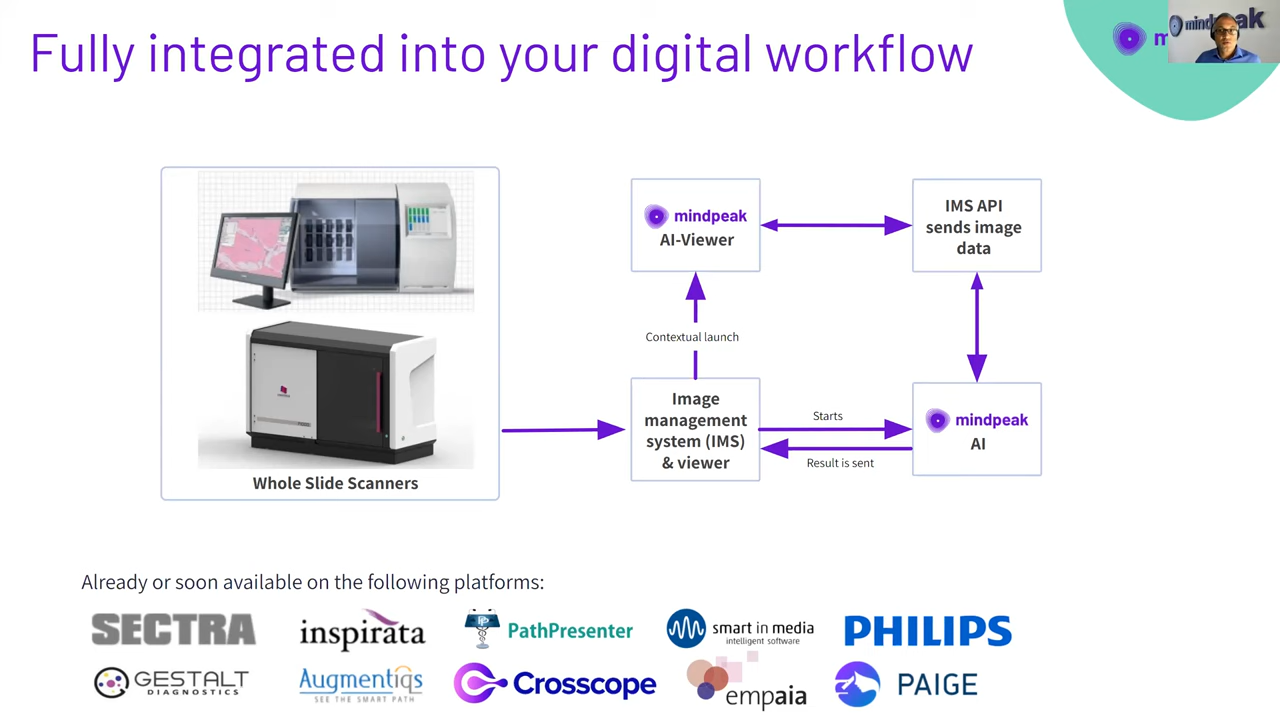 Fully integrated into your digital workflow
mindpeak
mindpeak
AI-Viewer
IMS API
sends image
data
Contextual launch
Image
management
system (IMS)
& viewer
Starts
Result is sent
mindpeak
AI
Whole Slide Scanners
Already or soon available on the following platforms:
SECTRA
inspirata
PathPresenter
smart in media
intelligent software
PHILIPS
GESTALT
DIAGNOSTICS
Augmentiqs
SEE THE SMART PATH
Crosscope
empaia
PAIGE